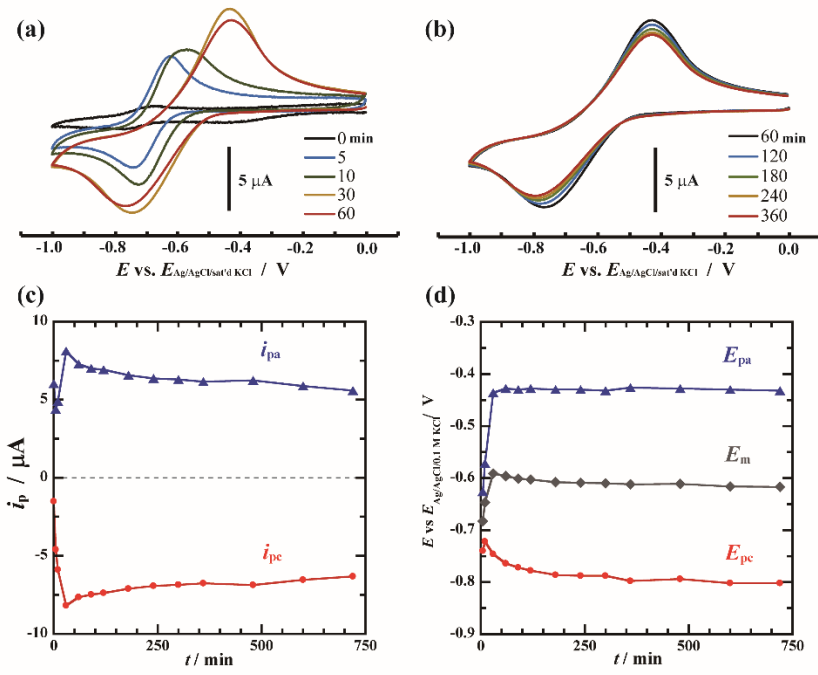 (a)
0 min
5
10
30
60
5 μA
-1.0 -0.8 -0.6 -0.4 -0.2 0.0
E vs. E Ag/AgCl/sat'd KCl / V
(b)
60 min
120
180
240
360
5 μA
-1.0 -0.8 -0.6 -0.4 -0.2 0.0
E vs. E Ag/AgCl/sat'd KCl / V
(c)
10
5
0
-5
-10
ip / μA
ipa
ipc
0 250 500 750
t / min
(d)
-0.3
-0.4
-0.5
-0.6
-0.7
-0.8
-0.9
E vs E Ag/AgCl/0.1 M KCl/ V
Epa
Em
Epc
0 250 500 750
t / min